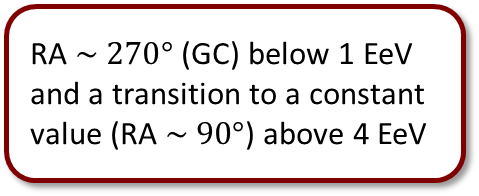 RA ~ 270° (GC) below 1 EeV
and a transition to a constant
value (RA ~ 90°) above 4 EeV